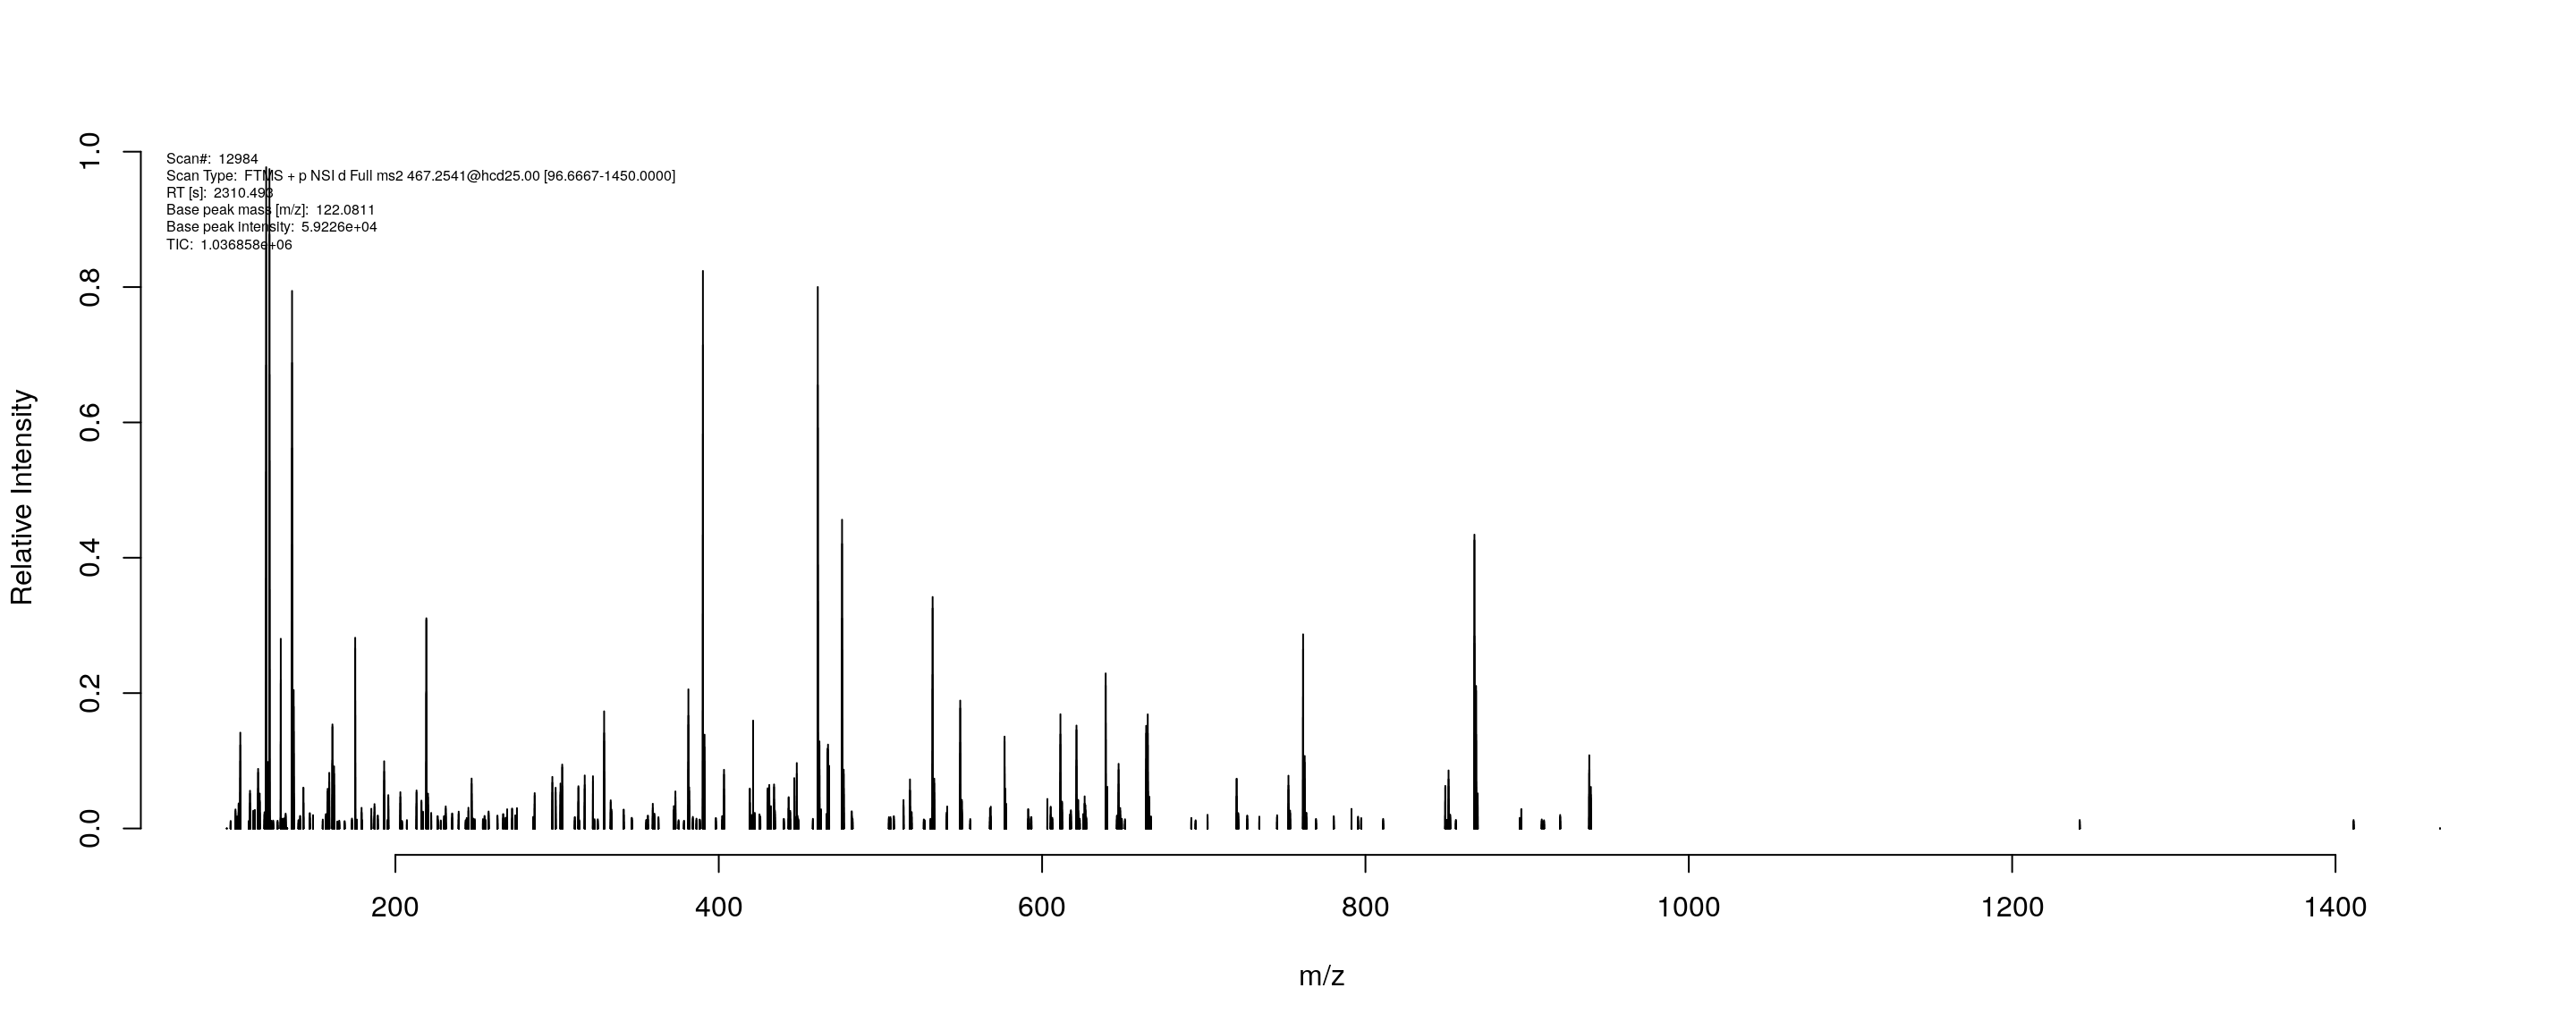 Scan#: 12984
Scan Type: FTMS + p NSI d Full ms2 467.2541@hcd25.00 [96.6667-1450.0000]
RT [s]: 2310.493
Base peak mass [m/z]: 122.0811
Base peak intensity: 5.9226e+04
TIC: 1.036858e+06
Relative Intensity
1.0
0.8
0.6
0.4
0.2
0.0
200 400 600 800 1000 1200 1400
m/z